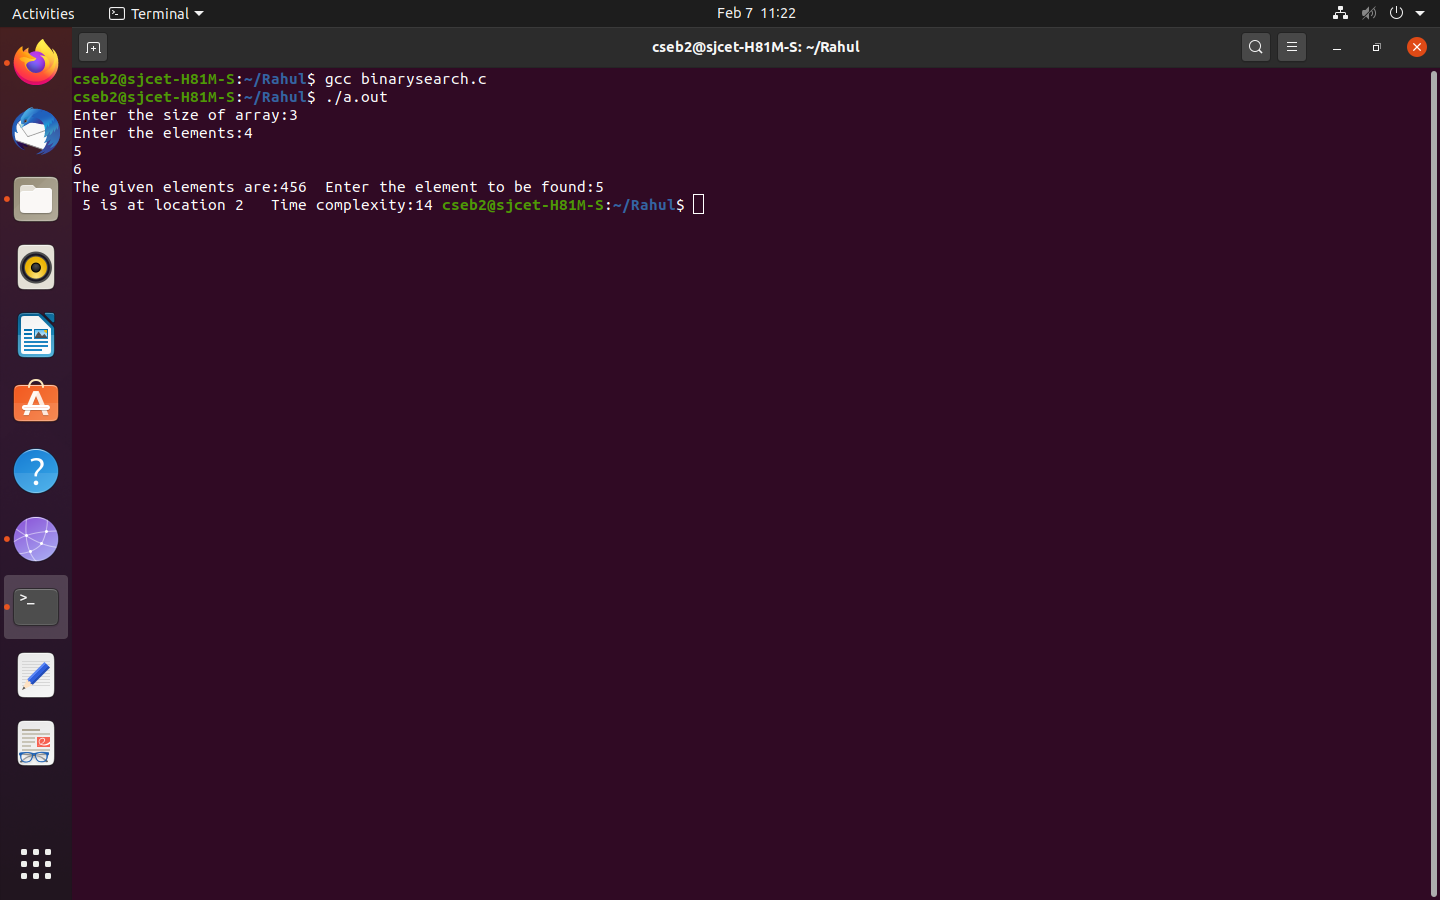 Activities Terminal Feb 7 11:22
cseb2@sjcet-H81M-S: ~/Rahul
cseb2@sjcet-H81M-S:~/Rahul$ gcc binarysearch.c
cseb2@sjcet-H81M-S:~/Rahul$ ./a.out
Enter the size of array:3
Enter the elements:4
5
6
The given elements are:456  Enter the element to be found:5
 5 is at location 2   Time complexity:14 cseb2@sjcet-H81M-S:~/Rahul$